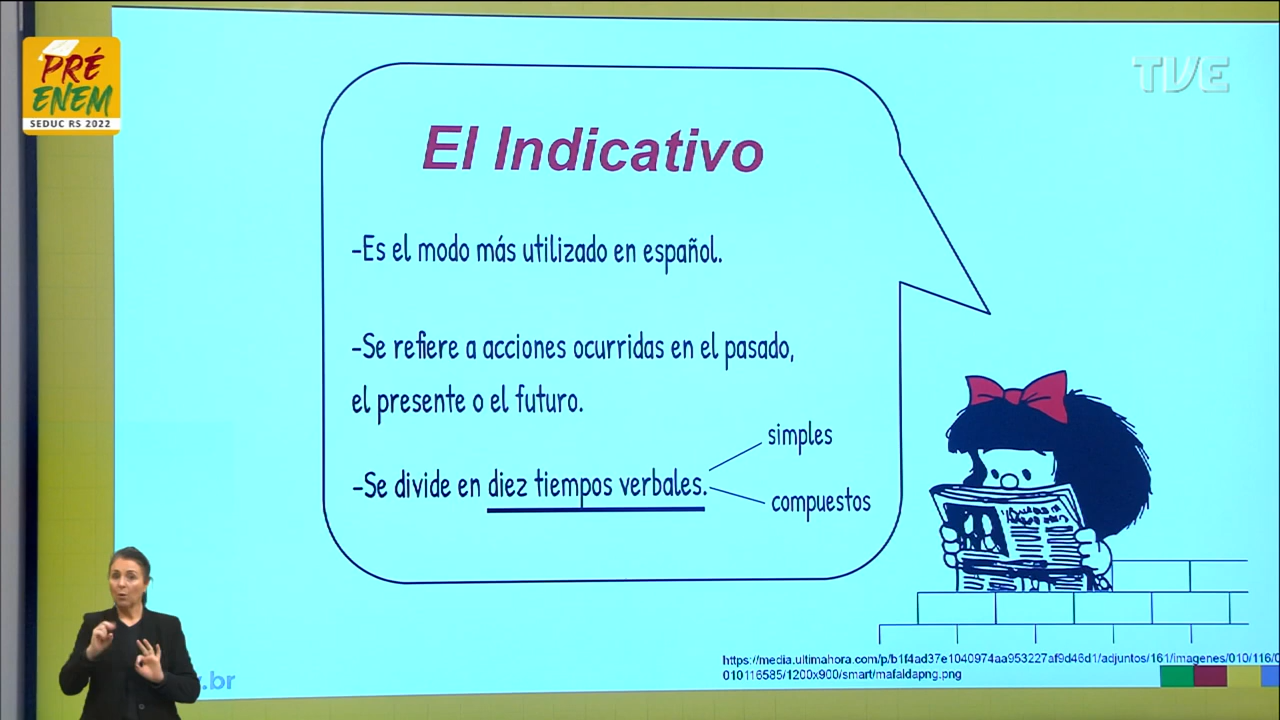 PRÉ
ENEM
SEDUC RS 2022
TVE
El Indicativo
-Es el modo más utilizado en español.
-Se refiere a acciones ocurridas en el pasado,
el presente o el futuro.
simples
-Se divide en diez tiempos verbales.
compuestos
https://media.ultimahora.com/p/b1f4ad37e1040974aa953227af9d46d1/adjuntos/161/imagenes/010/116/0
010116585/1200x900/smart/mafaldapng.png
.br